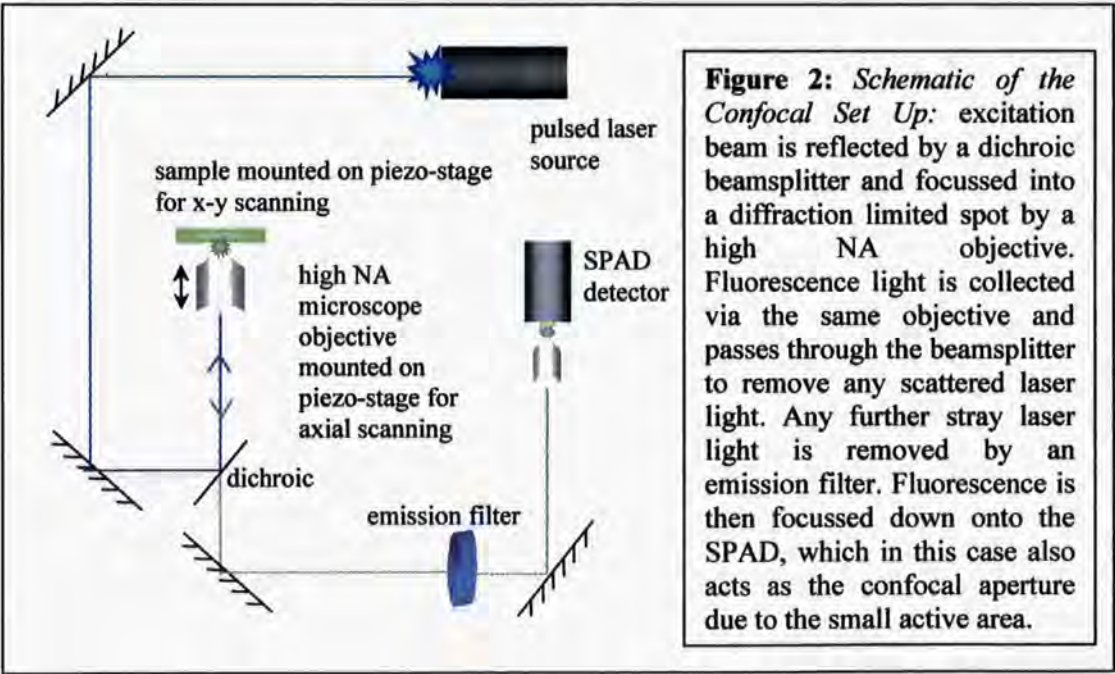 pulsed laser
source
sample mounted on piezo-stage
for x-y scanning
high NA
microscope
objective
mounted on
piezo-stage for
axial scanning
SPAD
detector
dichroic
emission filter
Figure 2: Schematic of the
Confocal Set Up: excitation
beam is reflected by a dichroic
beamsplitter and focussed into
a diffraction limited spot by a
high NA objective.
Fluorescence light is collected
via the same objective and
passes through the beamsplitter
to remove any scattered laser
light. Any further stray laser
light is removed by an
emission filter. Fluorescence is
then focussed down onto the
SPAD, which in this case also
acts as the confocal aperture
due to the small active area.